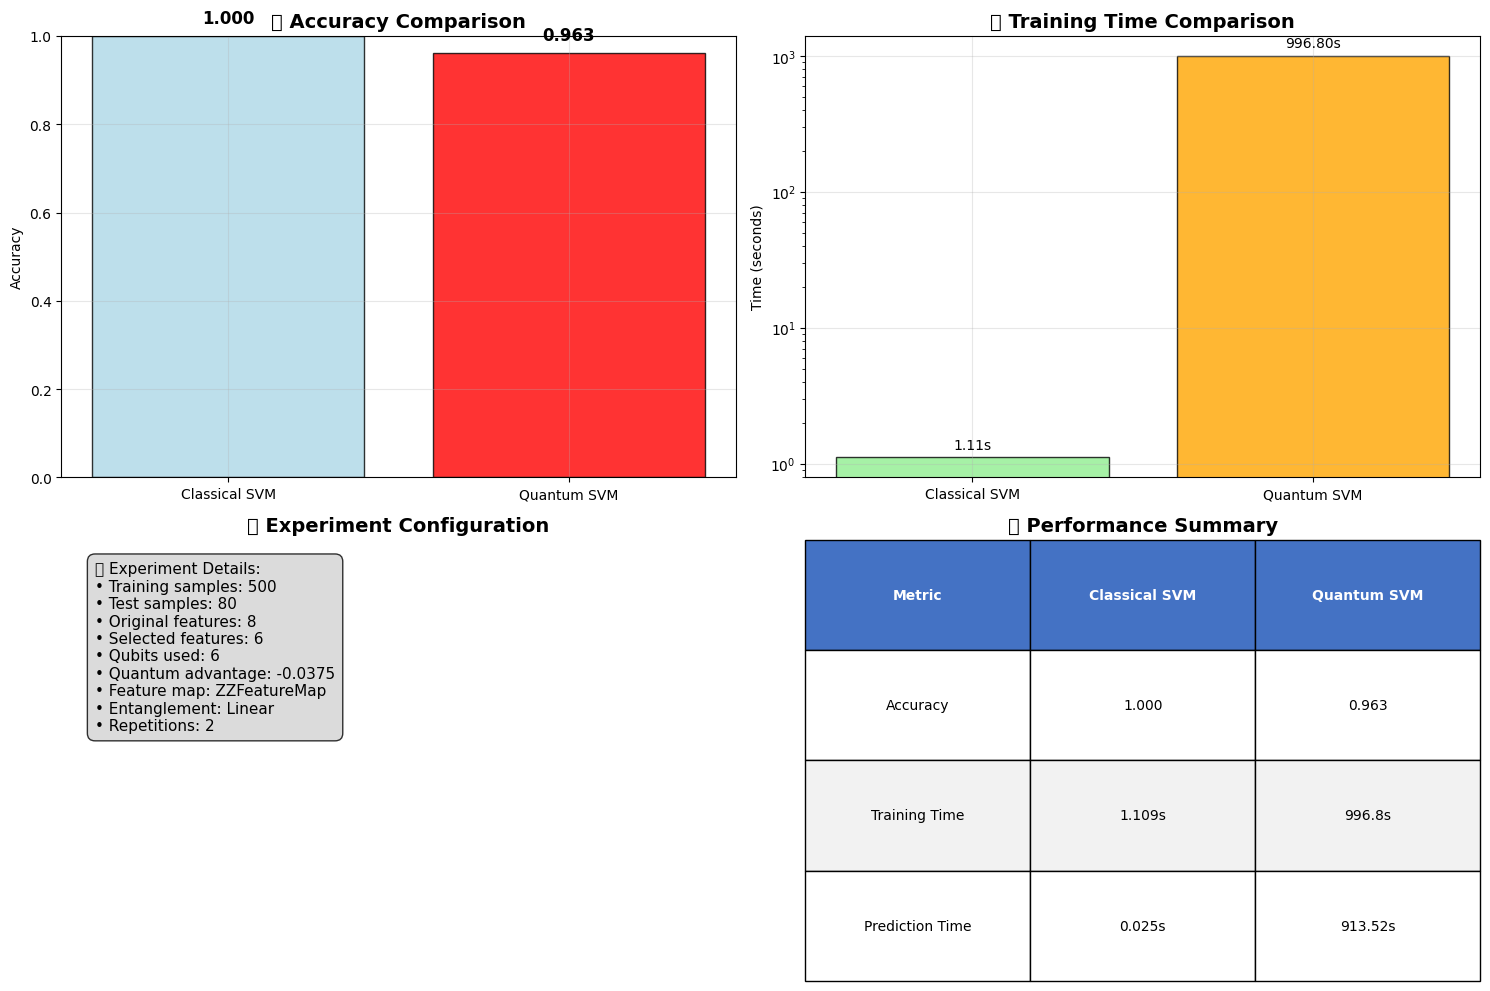 ▯ Accuracy Comparison
1.000
0.963
1.0
0.8
0.6
0.4
0.2
0.0
Accuracy
Classical SVM
Quantum SVM
▯ Training Time Comparison
996.80s
1.11s
10³
10²
10¹
10⁰
Time (seconds)
Classical SVM
Quantum SVM
▯ Experiment Configuration
▯ Experiment Details:
• Training samples: 500
• Test samples: 80
• Original features: 8
• Selected features: 6
• Qubits used: 6
• Quantum advantage: -0.0375
• Feature map: ZZFeatureMap
• Entanglement: Linear
• Repetitions: 2
▯ Performance Summary
Metric Classical SVM Quantum SVM
Accuracy 1.000 0.963
Training Time 1.109s 996.8s
Prediction Time 0.025s 913.52s